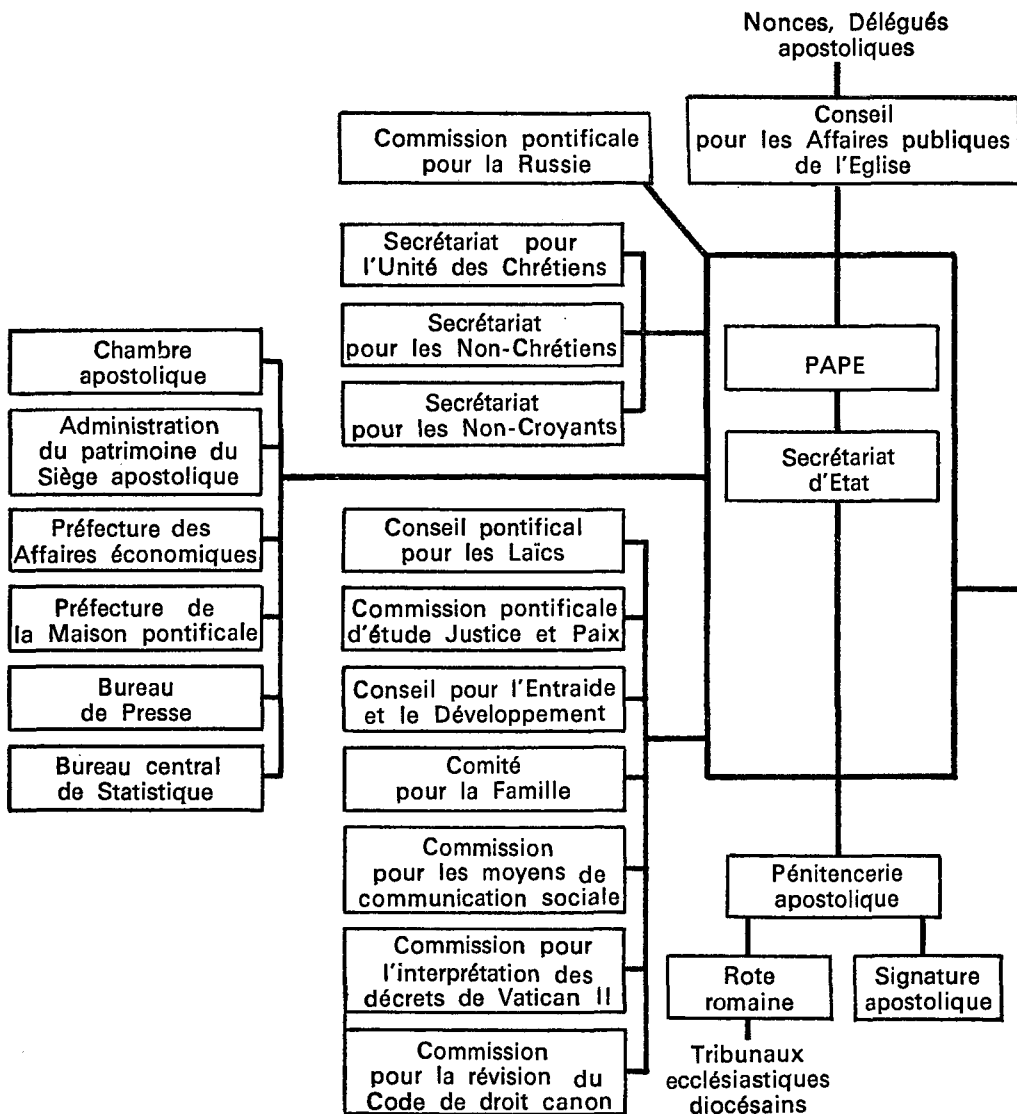 Nonces, Délégués
apostoliques
Conseil
pour les Affaires publiques
de l'Eglise
Commission pontificale
pour la Russie
Secrétariat pour
l'Unité des Chrétiens
Secrétariat
pour les Non-Chrétiens
Secrétariat
pour les Non-Croyants
PAPE
Secrétariat
d'Etat
Chambre
apostolique
Administration
du patrimoine du
Siège apostolique
Préfecture des
Affaires économiques
Préfecture de
la Maison pontificale
Bureau
de Presse
Bureau central
de Statistique
Conseil pontifical
pour les Laïcs
Commission pontificale
d'étude Justice et Paix
Conseil pour l'Entraide
et le Développement
Comité
pour la Famille
Commission
pour les moyens de
communication sociale
Commission pour
l'interprétation des
décrets de Vatican II
Commission
pour la révision du
Code de droit canon
Pénitencerie
apostolique
Rote
romaine
Signature
apostolique
Tribunaux
ecclésiastiques
diocésains